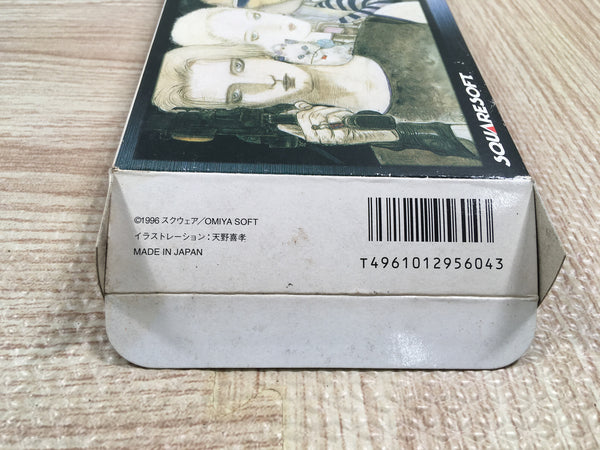 SQUARESOFT
©1996 スクウェア/OMIYA SOFT
イラストレーション:天野喜孝
MADE IN JAPAN
T4961012956043